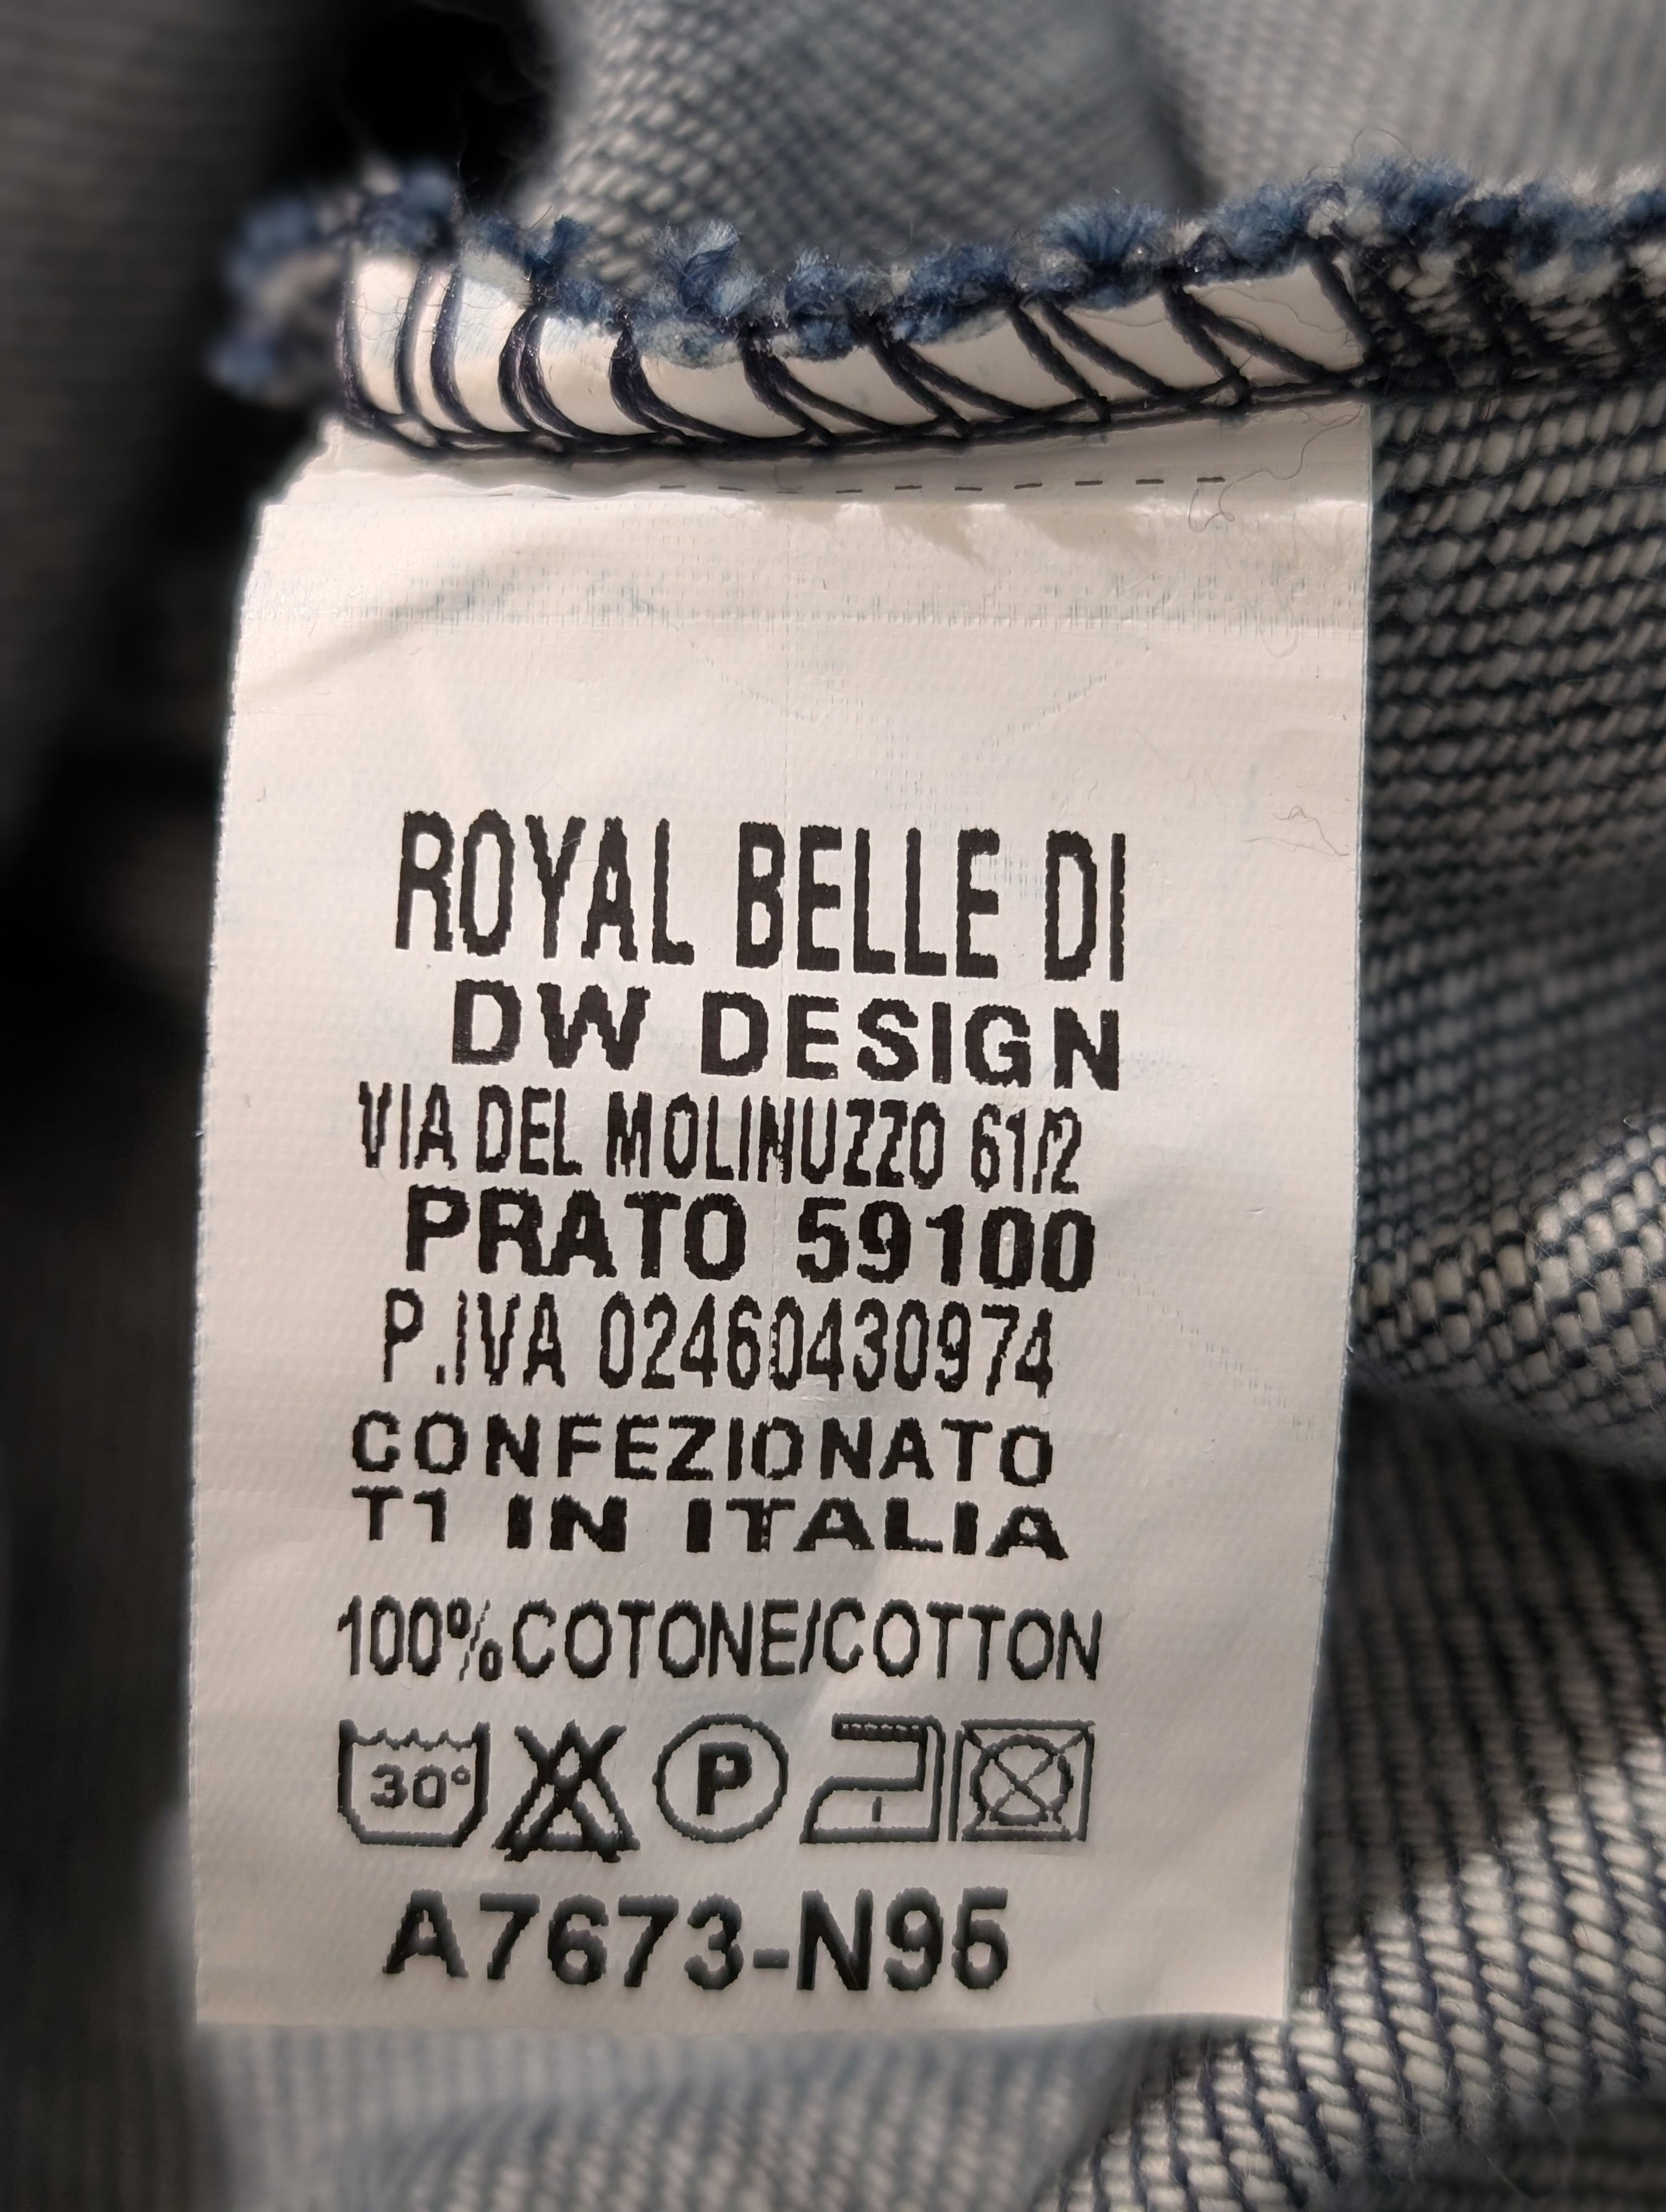 ROYAL BELLE DI
DW DESIGN
VIA DEL MOLINUZZO 61/2
PRATO 59100
P.IVA 02460430974
CONFEZIONATO
T1 IN ITALIA
100%COTONE/COTTON
30° P
A7673-N95